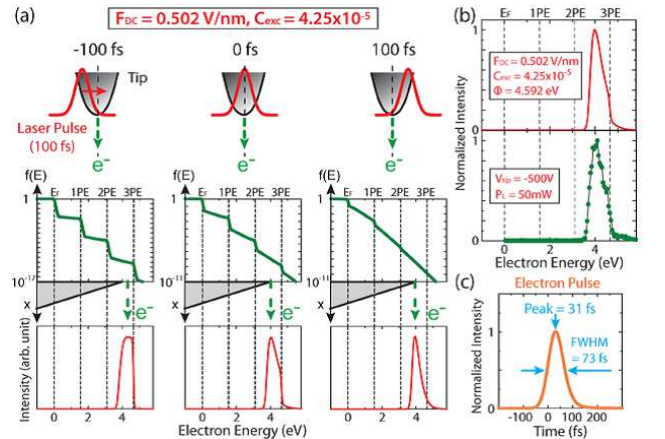 (a)
F_DC = 0.502 V/nm, C_exc = 4.25x10⁻⁵
-100 fs
0 fs
100 fs
Tip
Laser Pulse
(100 fs)
e⁻
e⁻
e⁻
f(E)
f(E)
f(E)
E_F 1PE 2PE 3PE
E_F 1PE 2PE 3PE
E_F 1PE 2PE 3PE
1
1
1
10⁻¹²
10⁻¹¹
10⁻¹¹
x
x
x
e⁻
e⁻
e⁻
Intensity (arb. unit)
0 2 4
0 2 4
0 2 4
Electron Energy (eV)
(b)
E_F 1PE 2PE 3PE
1
F_DC = 0.502 V/nm
C_exc = 4.25x10⁻⁵
Φ = 4.592 eV
0
1
V_tip = -500V
P_L = 50mW
0
Normalized Intensity
0 2 4 6
Electron Energy (eV)
(c)
Electron Pulse
Peak = 31 fs
FWHM
= 73 fs
1
0
Normalized Intensity
-100 0 100 200
Time (fs)